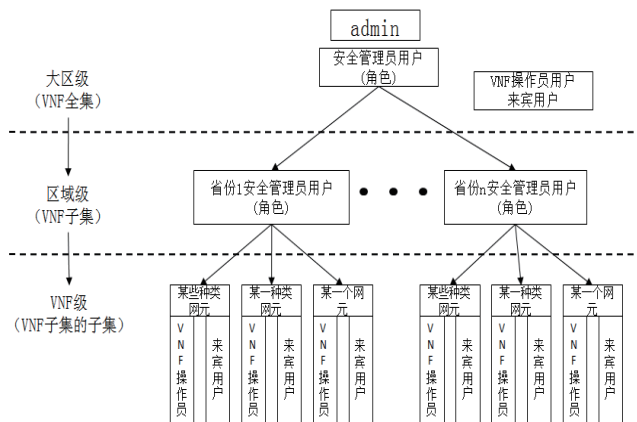 admin
安全管理员用户
(角色)
大区级
(VNF全集)
VNF操作员用户
来宾用户
区域级
(VNF子集)
省份1安全管理员用户
(角色)
● ● ●
省份n安全管理员用户
(角色)
VNF级
(VNF子集的子集)
某些种类
网元
某一种类
网元
某一个网
元
某些种类
网元
某一种类
网元
某一个网
元
VNF操作员
来宾用户
VNF操作员
来宾用户
VNF操作员
来宾用户
VNF操作员
来宾用户
VNF操作员
来宾用户
VNF操作员
来宾用户